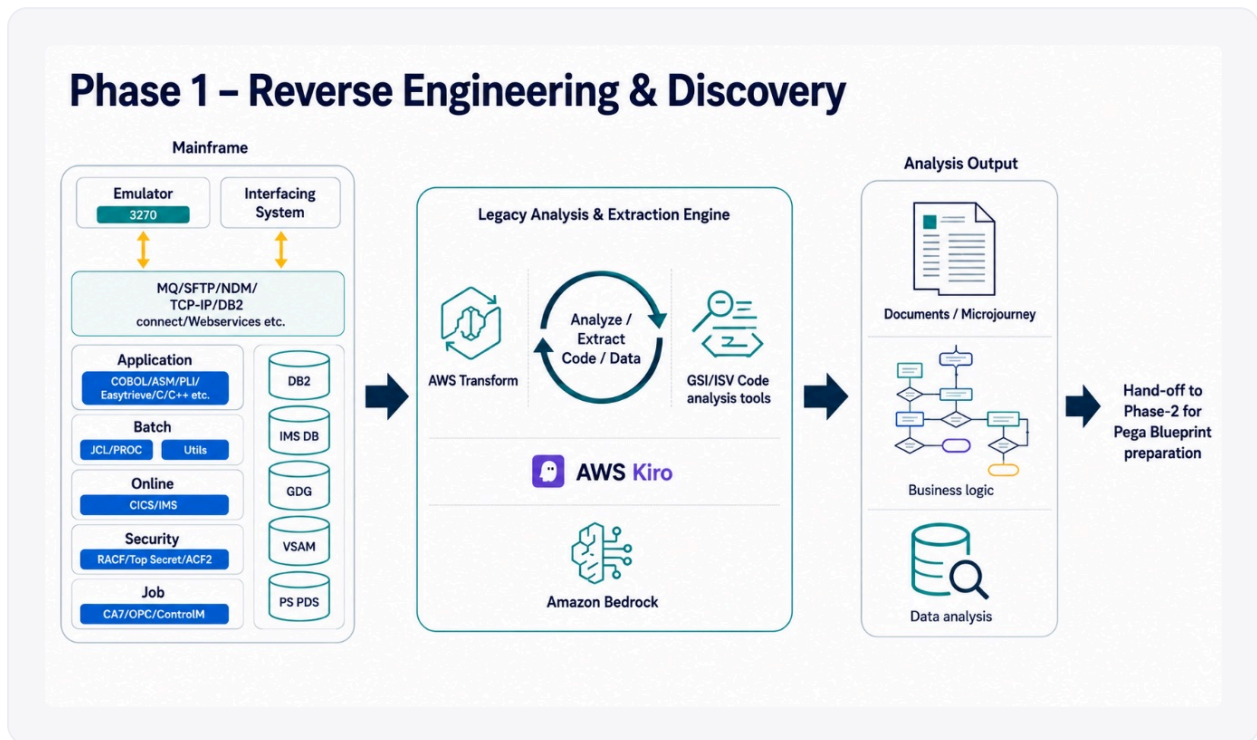 Phase 1 – Reverse Engineering & Discovery
Mainframe
Emulator
3270
Interfacing
System
MQ/SFTP/NDM/
TCP-IP/DB2
connect/Webservices etc.
Application
COBOL/ASM/PLI/
Easytrieve/C/C++ etc.
Batch
JCL/PROC
Utils
Online
CICS/IMS
Security
RACF/Top Secret/ACF2
Job
CA7/OPC/ControlM
DB2
IMS DB
GDG
VSAM
PS PDS
Legacy Analysis & Extraction Engine
AWS Transform
Analyze /
Extract
Code / Data
GSI/ISV Code
analysis tools
AWS Kiro
Amazon Bedrock
Analysis Output
Documents / Microjourney
Business logic
Data analysis
Hand-off to
Phase-2 for
Pega Blueprint
preparation